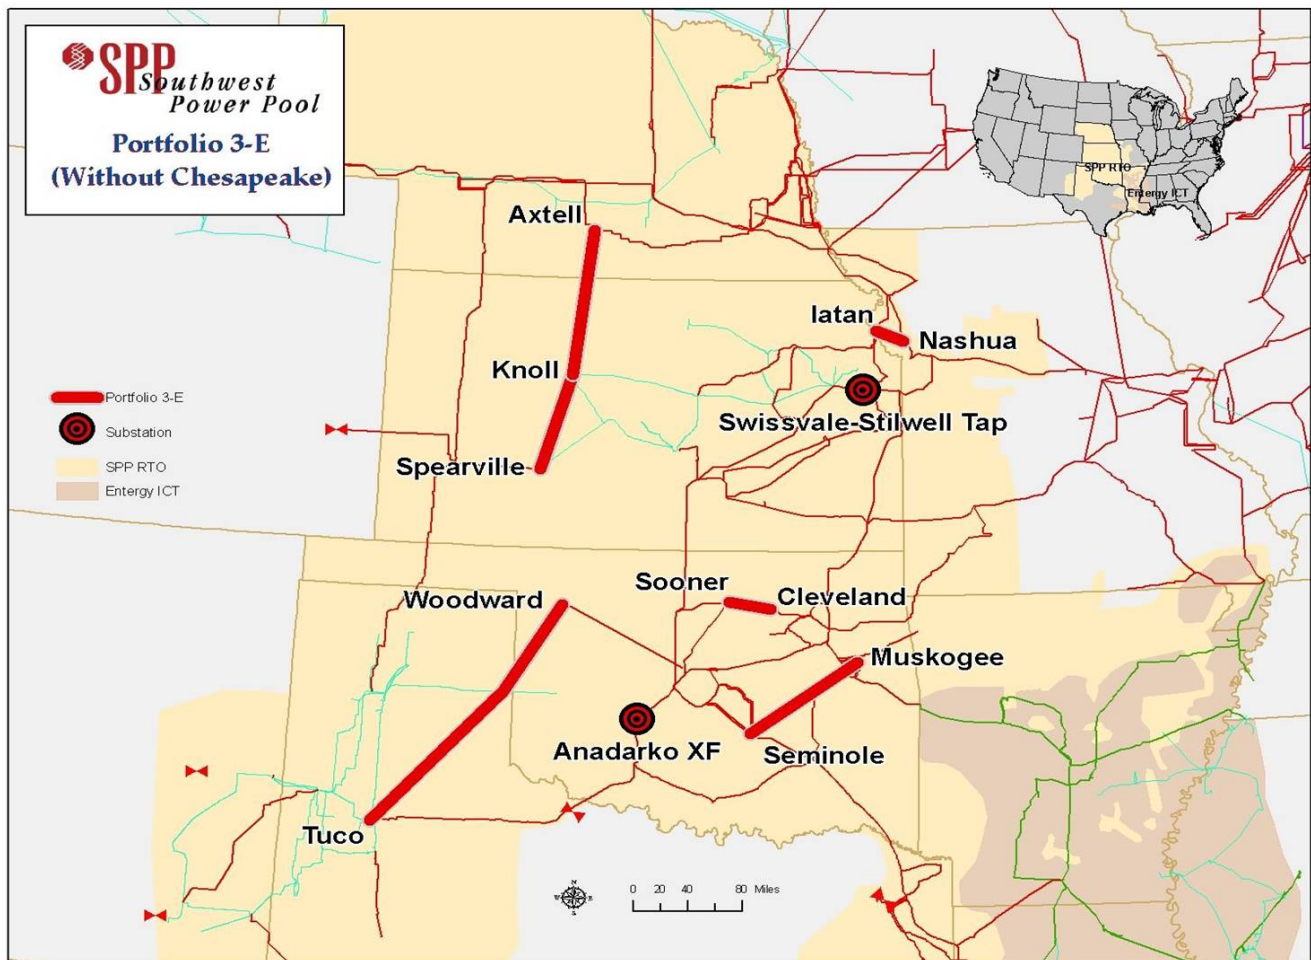 SPP
Southwest
Power Pool
Portfolio 3-E
(Without Chesapeake)
SPP RTO
Entergy ICT
Axtell
Iatan
Nashua
Knoll
Portfolio 3-E
Substation
SPP RTO
Entergy ICT
Swissvale-Stilwell Tap
Spearville
Sooner
Cleveland
Woodward
Muskogee
Anadarko XF
Seminole
Tuco
N
W E
S
0 20 40 80 Miles